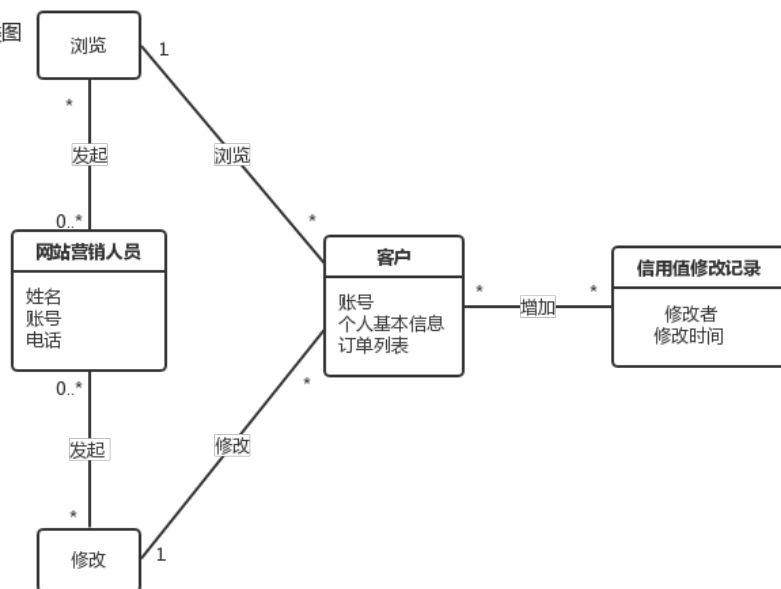 图
浏览
1
*
发起
浏览
0..*
*
网站营销人员
姓名
账号
电话
客户
账号
个人基本信息
订单列表
*
增加
*
信用值修改记录
修改者
修改时间
0..*
*
发起
修改
*
修改
1